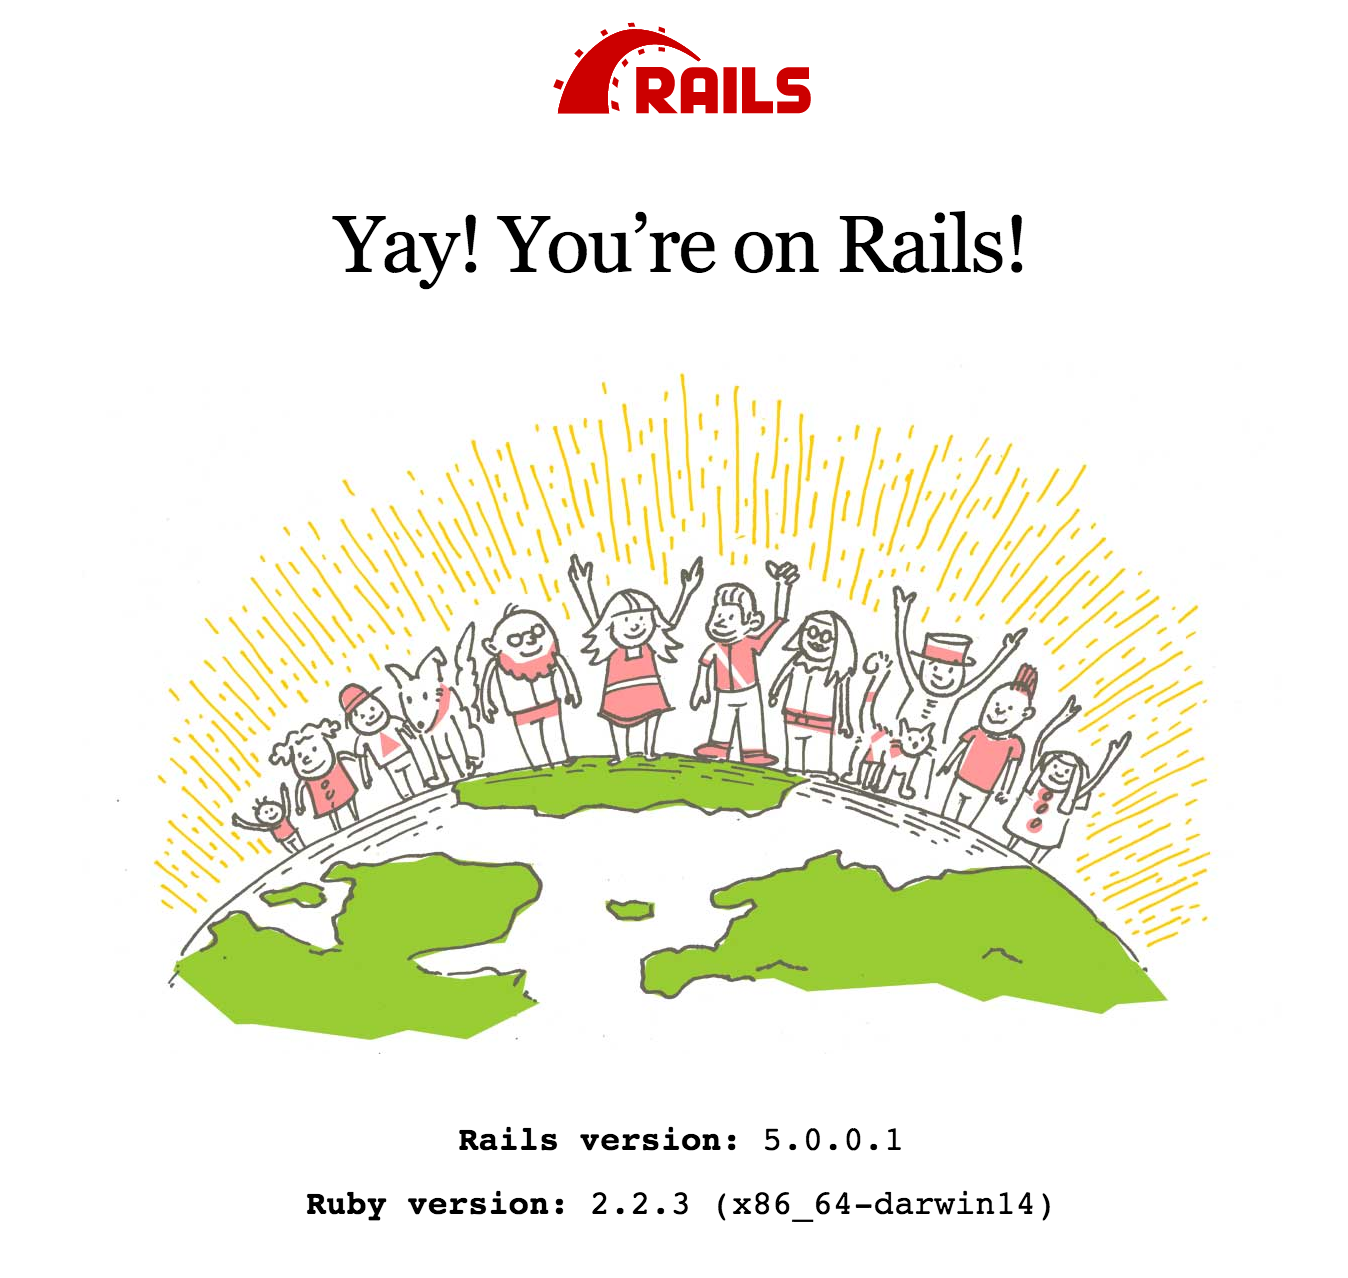 RAILS
Yay! You’re on Rails!
Rails version: 5.0.0.1
Ruby version: 2.2.3 (x86_64-darwin14)